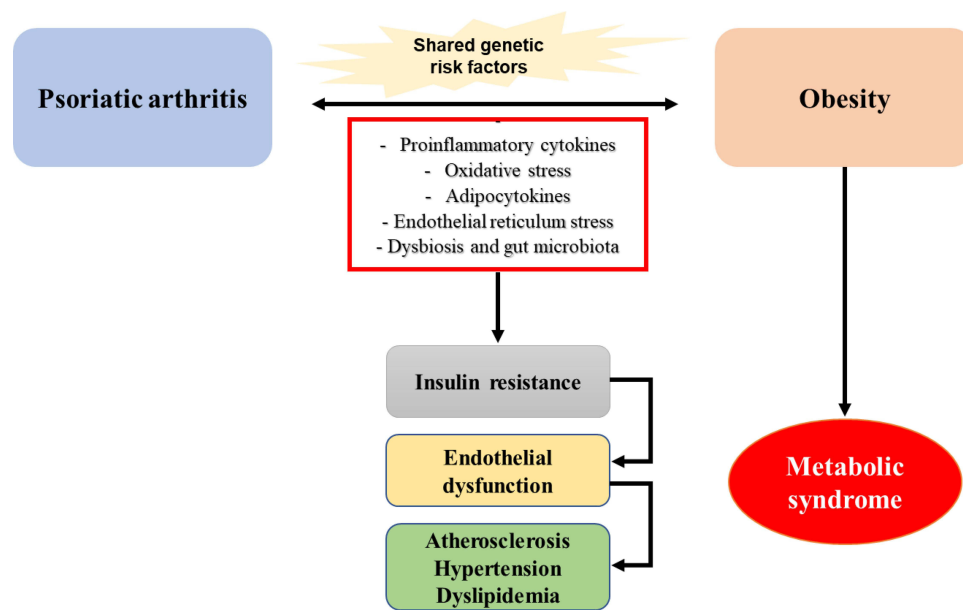 Shared genetic
risk factors
Psoriatic arthritis
Obesity
-
- Proinflammatory cytokines
- Oxidative stress
- Adipocytokines
- Endothelial reticulum stress
- Dysbiosis and gut microbiota
Insulin resistance
Endothelial
dysfunction
Metabolic
syndrome
Atherosclerosis
Hypertension
Dyslipidemia